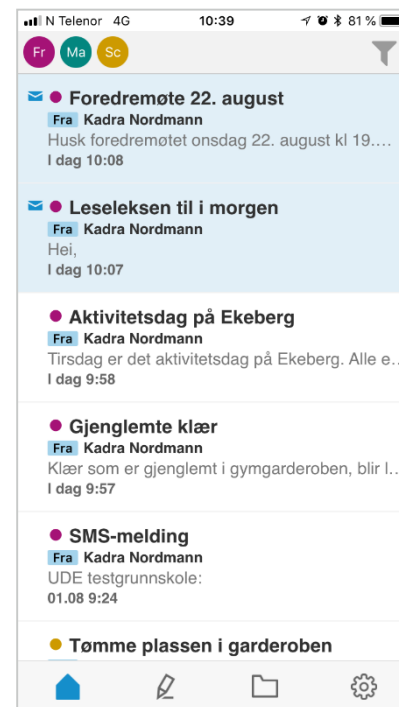 N Telenor 4G 10:39 81 %
Fr Ma Sc
Foredremøte 22. august
Fra Kadra Nordmann
Husk foredremøtet onsdag 22. august kl 19….
I dag 10:08
Leseleksen til i morgen
Fra Kadra Nordmann
Hei,
I dag 10:07
Aktivitetsdag på Ekeberg
Fra Kadra Nordmann
Tirsdag er det aktivitetsdag på Ekeberg. Alle e…
I dag 9:58
Gjenglemte klær
Fra Kadra Nordmann
Klær som er gjenglemt i gymgarderoben, blir l…
I dag 9:57
SMS-melding
Fra Kadra Nordmann
UDE testgrunnskole:
01.08 9:24
Tømme plassen i garderoben